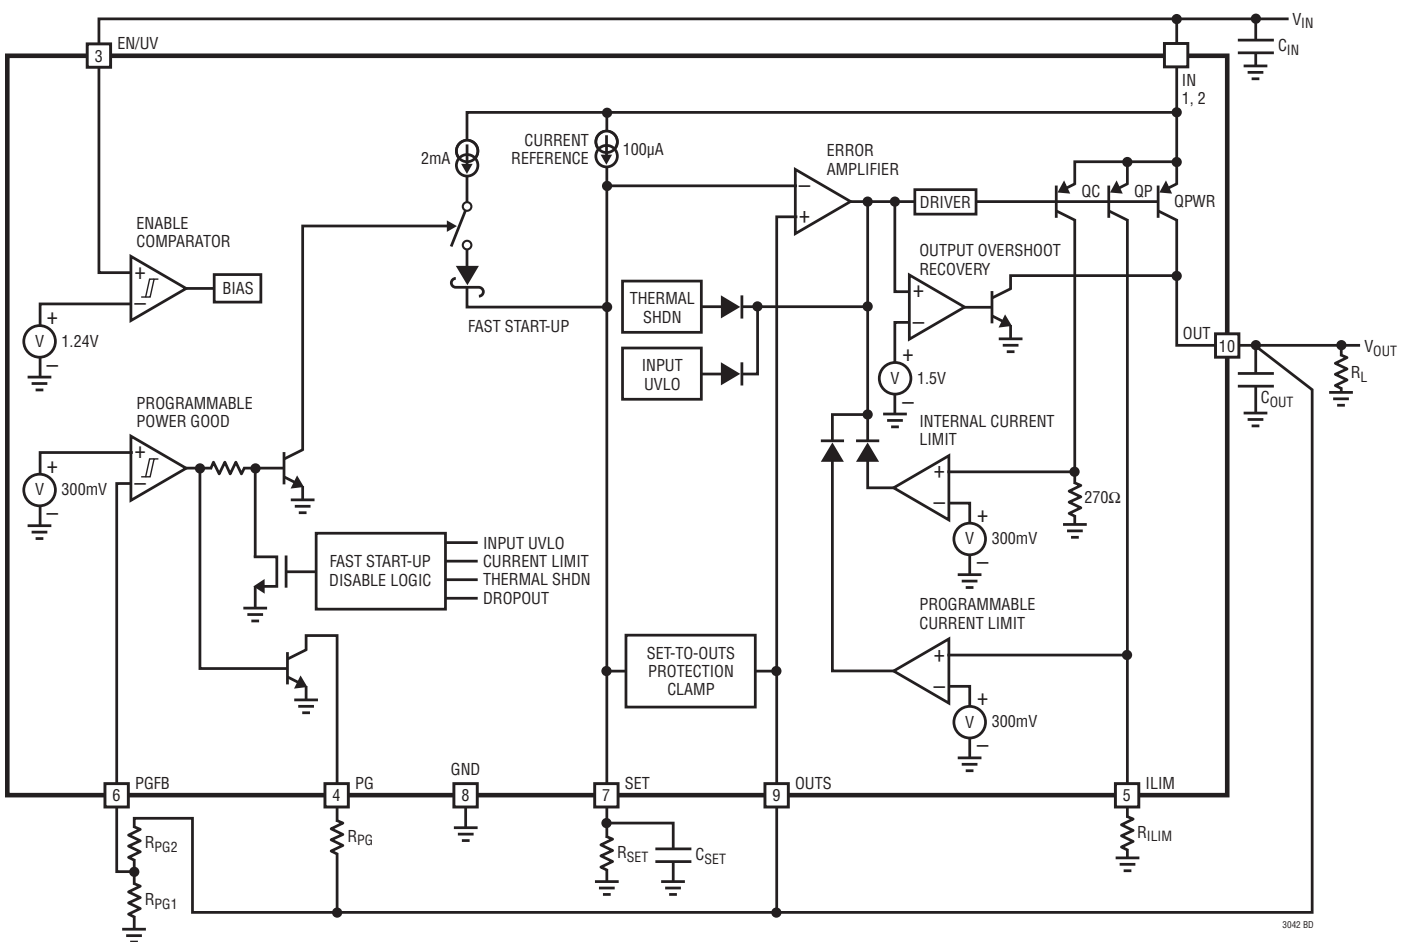 V_IN
EN/UV
3
C_IN
IN
1, 2
2mA
CURRENT
REFERENCE
100µA
ERROR
AMPLIFIER
−
+
DRIVER
QC
QP
QPWR
ENABLE
COMPARATOR
+
−
BIAS
+
V
1.24V
−
FAST START-UP
THERMAL
SHDN
INPUT
UVLO
OUTPUT OVERSHOOT
RECOVERY
+
−
+
V
1.5V
−
OUT
10
V_OUT
R_L
C_OUT
PROGRAMMABLE
POWER GOOD
+
−
+
V
300mV
−
INTERNAL CURRENT
LIMIT
+
−
270Ω
+
V
300mV
−
FAST START-UP
DISABLE LOGIC
INPUT UVLO
CURRENT LIMIT
THERMAL SHDN
DROPOUT
PROGRAMMABLE
CURRENT LIMIT
+
−
+
V
300mV
−
SET-TO-OUTS
PROTECTION
CLAMP
PGFB
6
PG
4
GND
8
SET
7
OUTS
9
ILIM
5
R_PG2
R_PG1
R_PG
R_SET
C_SET
R_ILIM
3042 BD